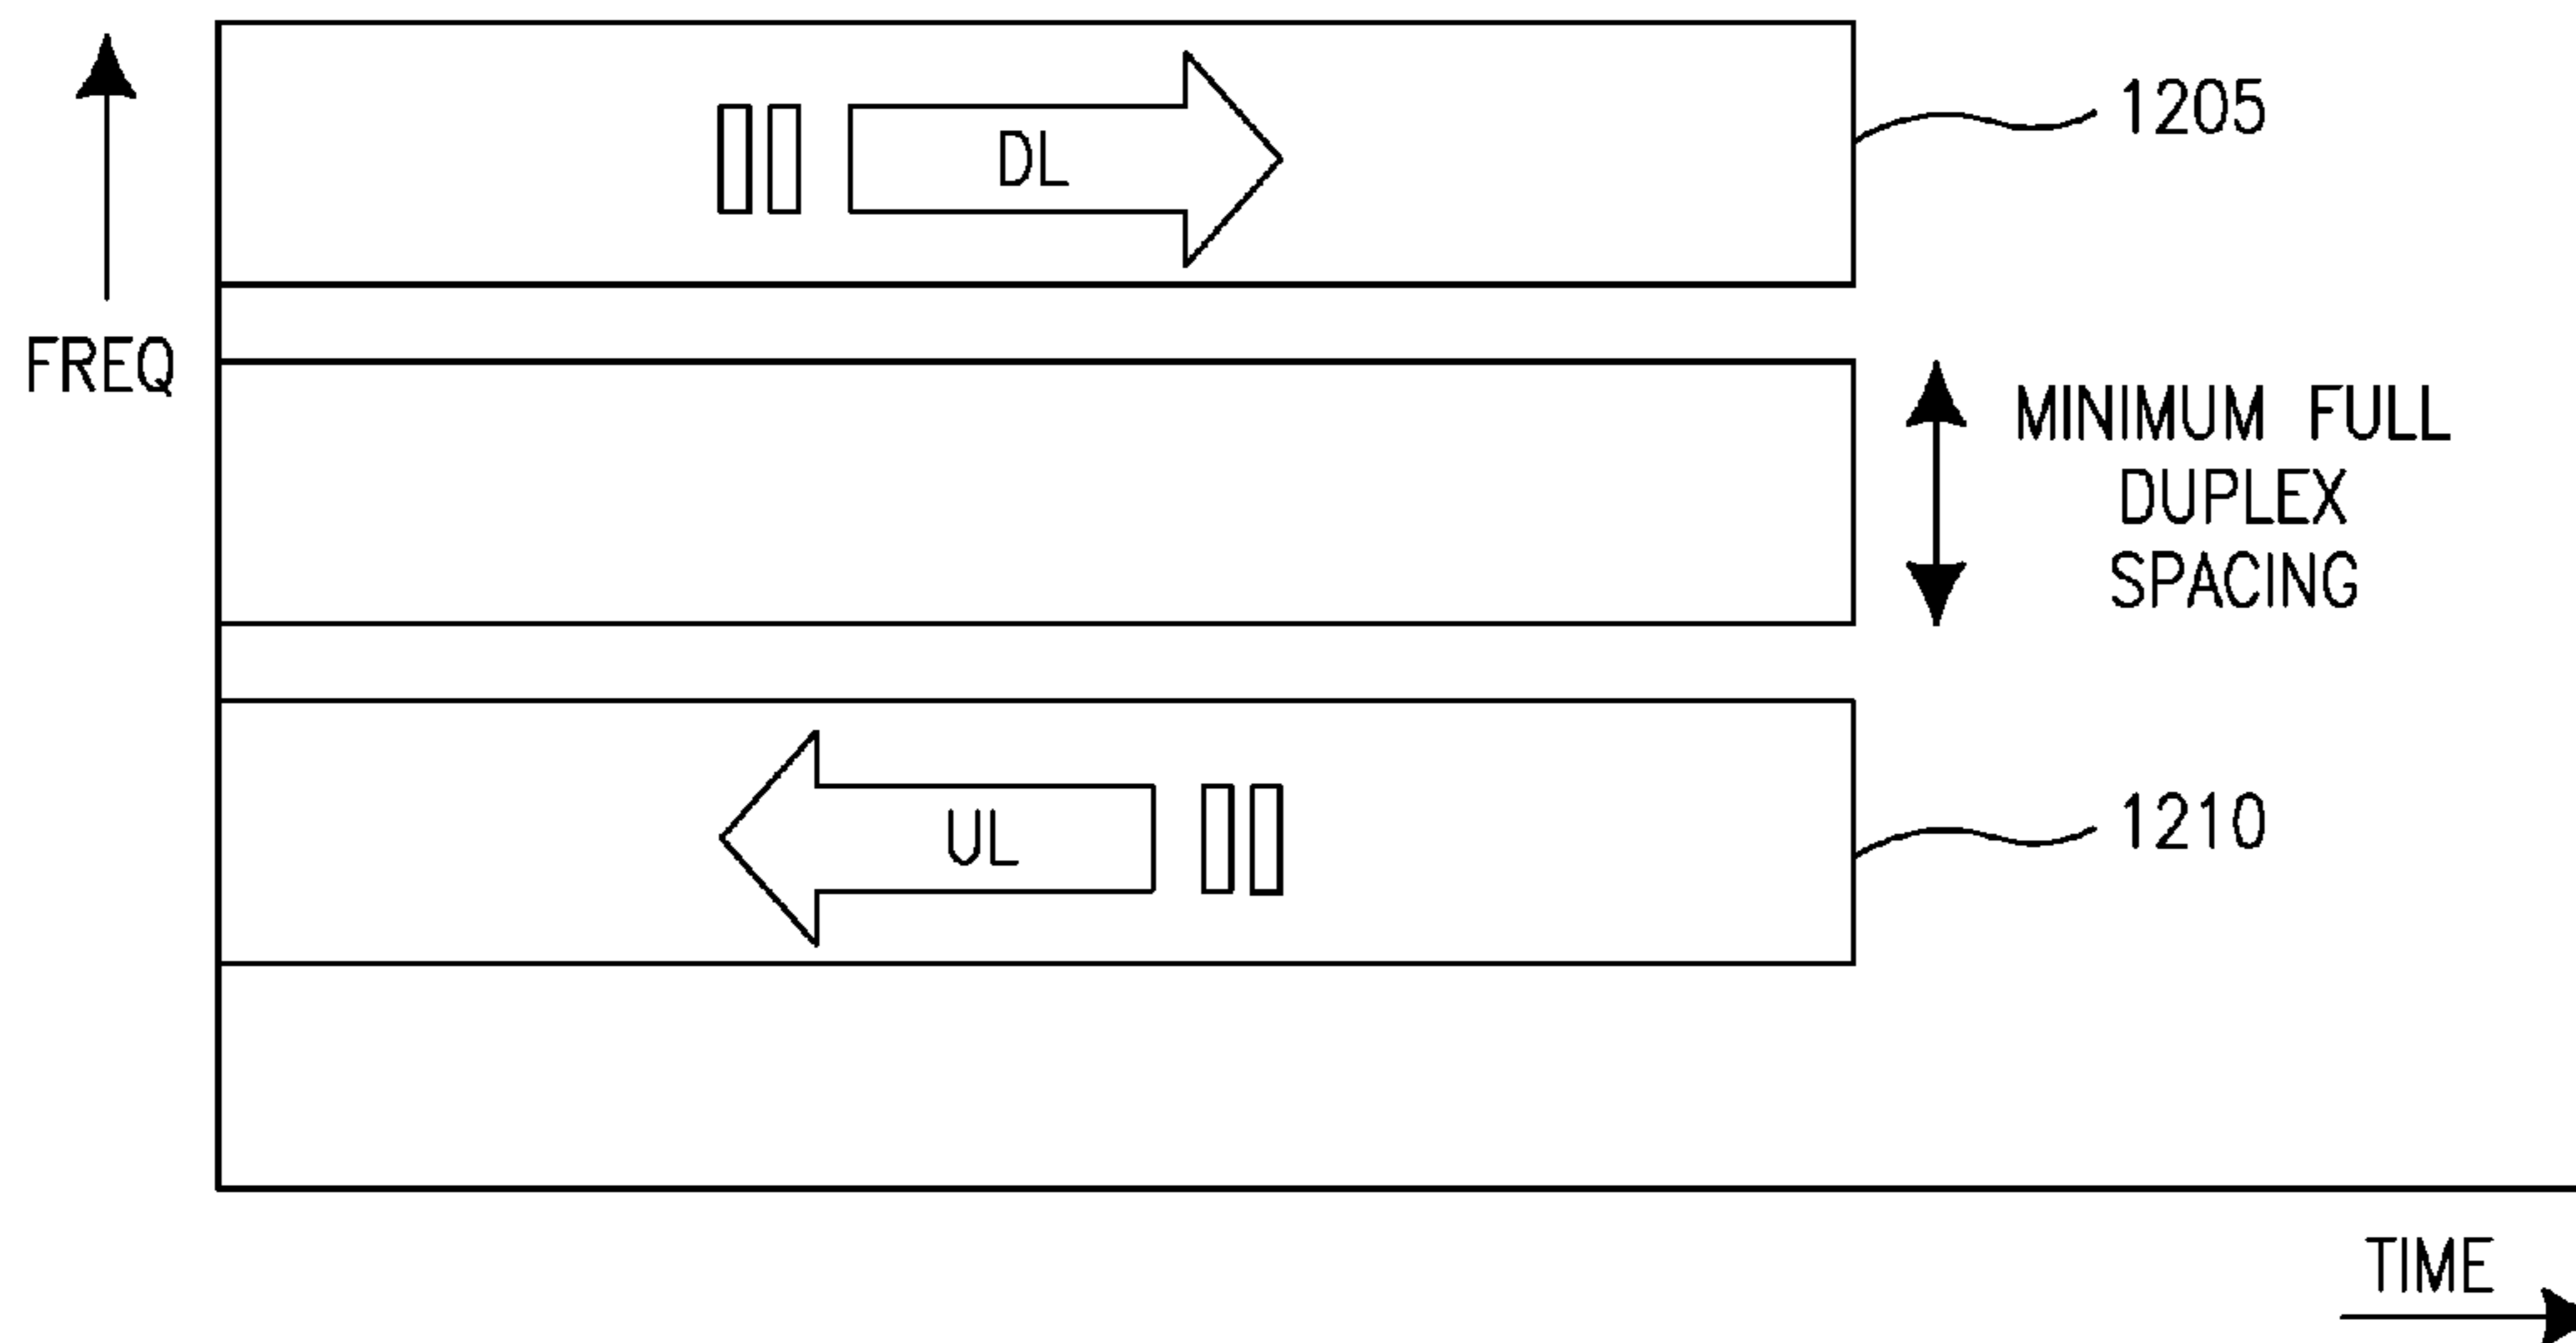 DL
1205
FREQ
MINIMUM FULL
DUPLEX
SPACING
UL
1210
TIME